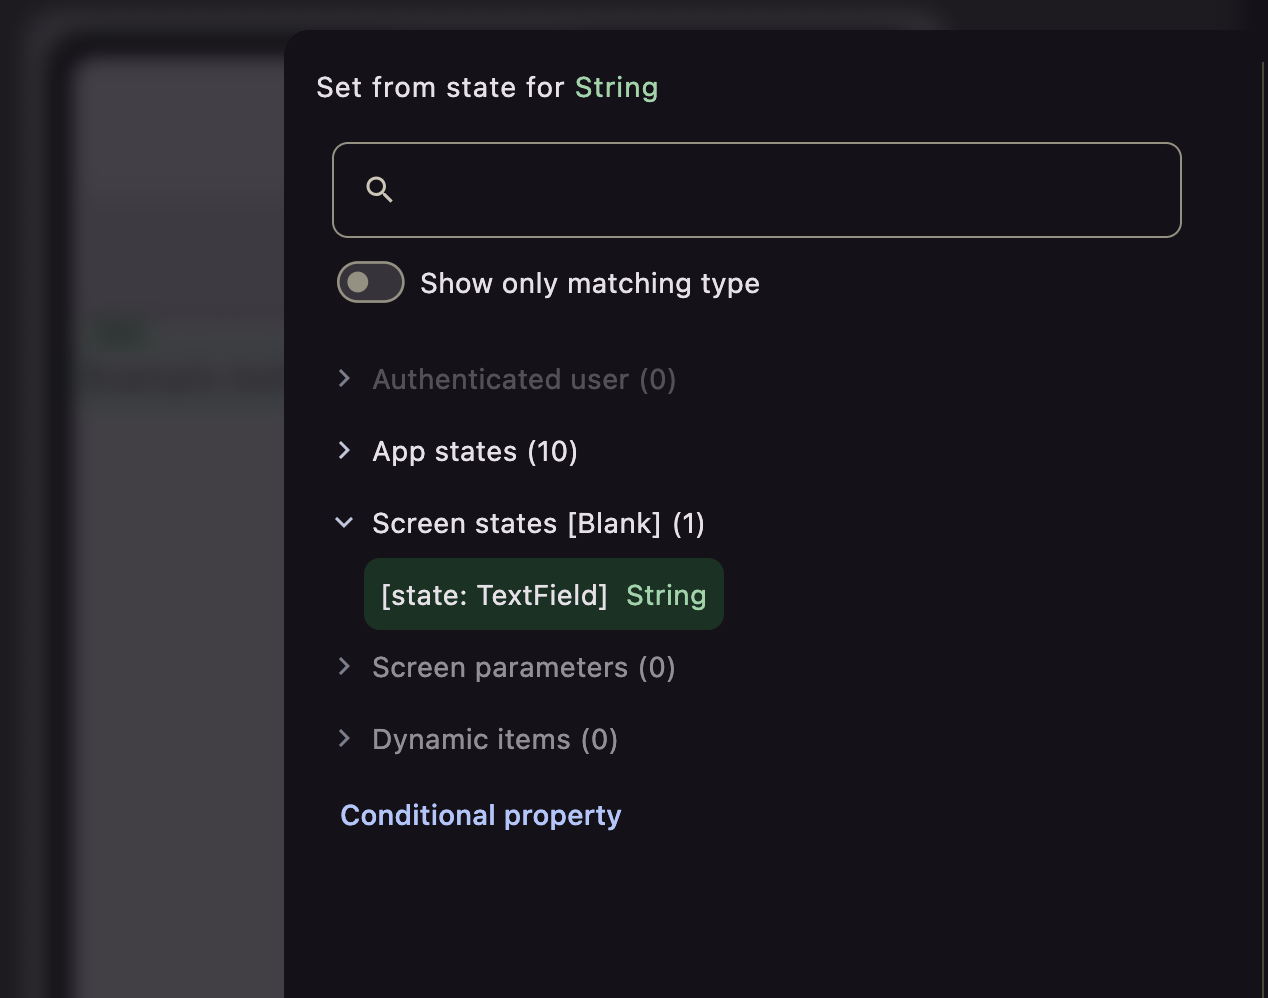 Set from state for String
Show only matching type
Authenticated user (0)
App states (10)
Screen states [Blank] (1)
[state: TextField] String
Screen parameters (0)
Dynamic items (0)
Conditional property